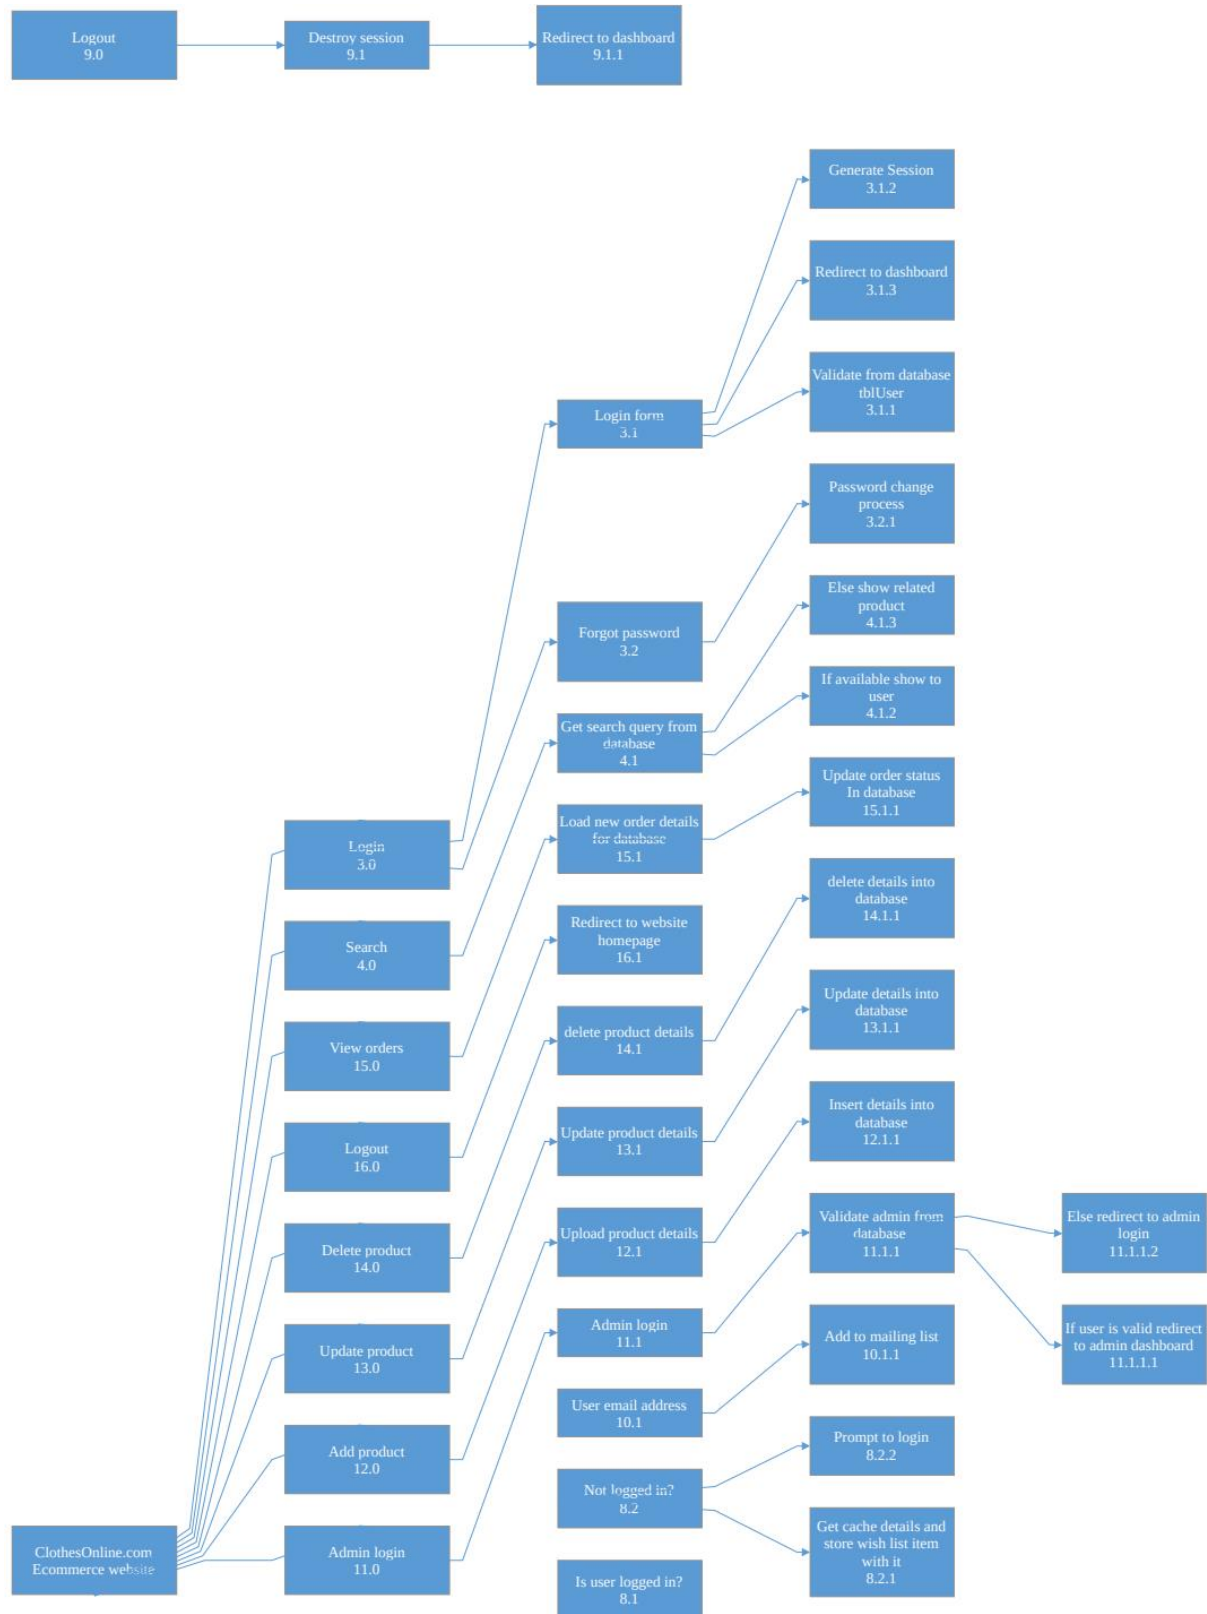 Logout
9.0
Destroy session
9.1
Redirect to dashboard
9.1.1
Generate Session
3.1.2
Redirect to dashboard
3.1.3
Validate from database
tblUser
3.1.1
Login form
3.1
Password change
process
3.2.1
Else show related
product
4.1.3
Forgot password
3.2
If available show to
user
4.1.2
Get search query from
database
4.1
Update order status
In database
15.1.1
Load new order details
for database
15.1
Login
3.0
delete details into
database
14.1.1
Redirect to website
homepage
16.1
Search
4.0
Update details into
database
13.1.1
delete product details
14.1
View orders
15.0
Insert details into
database
12.1.1
Update product details
13.1
Logout
16.0
Validate admin from
database
11.1.1
Else redirect to admin
login
11.1.1.2
Upload product details
12.1
Delete product
14.0
Admin login
11.1
Add to mailing list
10.1.1
If user is valid redirect
to admin dashboard
11.1.1.1
Update product
13.0
User email address
10.1
Prompt to login
8.2.2
Add product
12.0
Not logged in?
8.2
Get cache details and
store wish list item
with it
8.2.1
ClothesOnline.com
Ecommerce website
Admin login
11.0
Is user logged in?
8.1